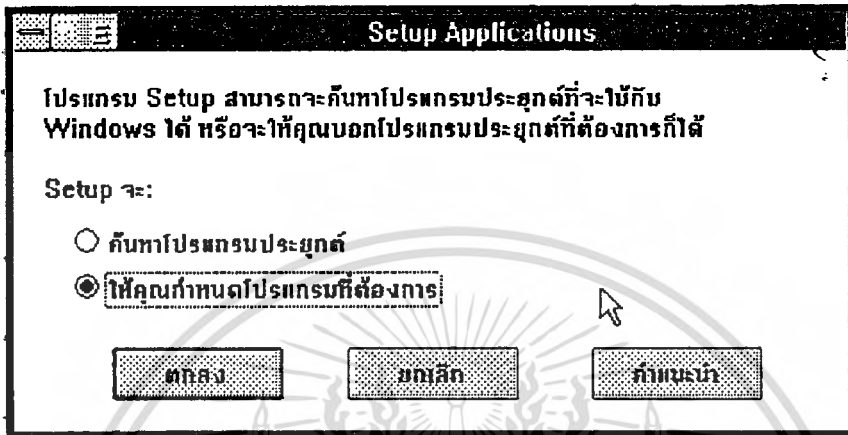 Setup Applications
โปรแกรม Setup สามารถจะค้นหาโปรแกรมประยุกต์ที่จะใช้กับ
Windows ได้ หรือจะให้คุณบอกโปรแกรมประยุกต์ที่ต้องการก็ได้
Setup จะ:
ค้นหาโปรแกรมประยุกต์
ให้คุณกำหนดโปรแกรมที่ต้องการ
ตกลง
ยกเลิก
คำแนะนำ